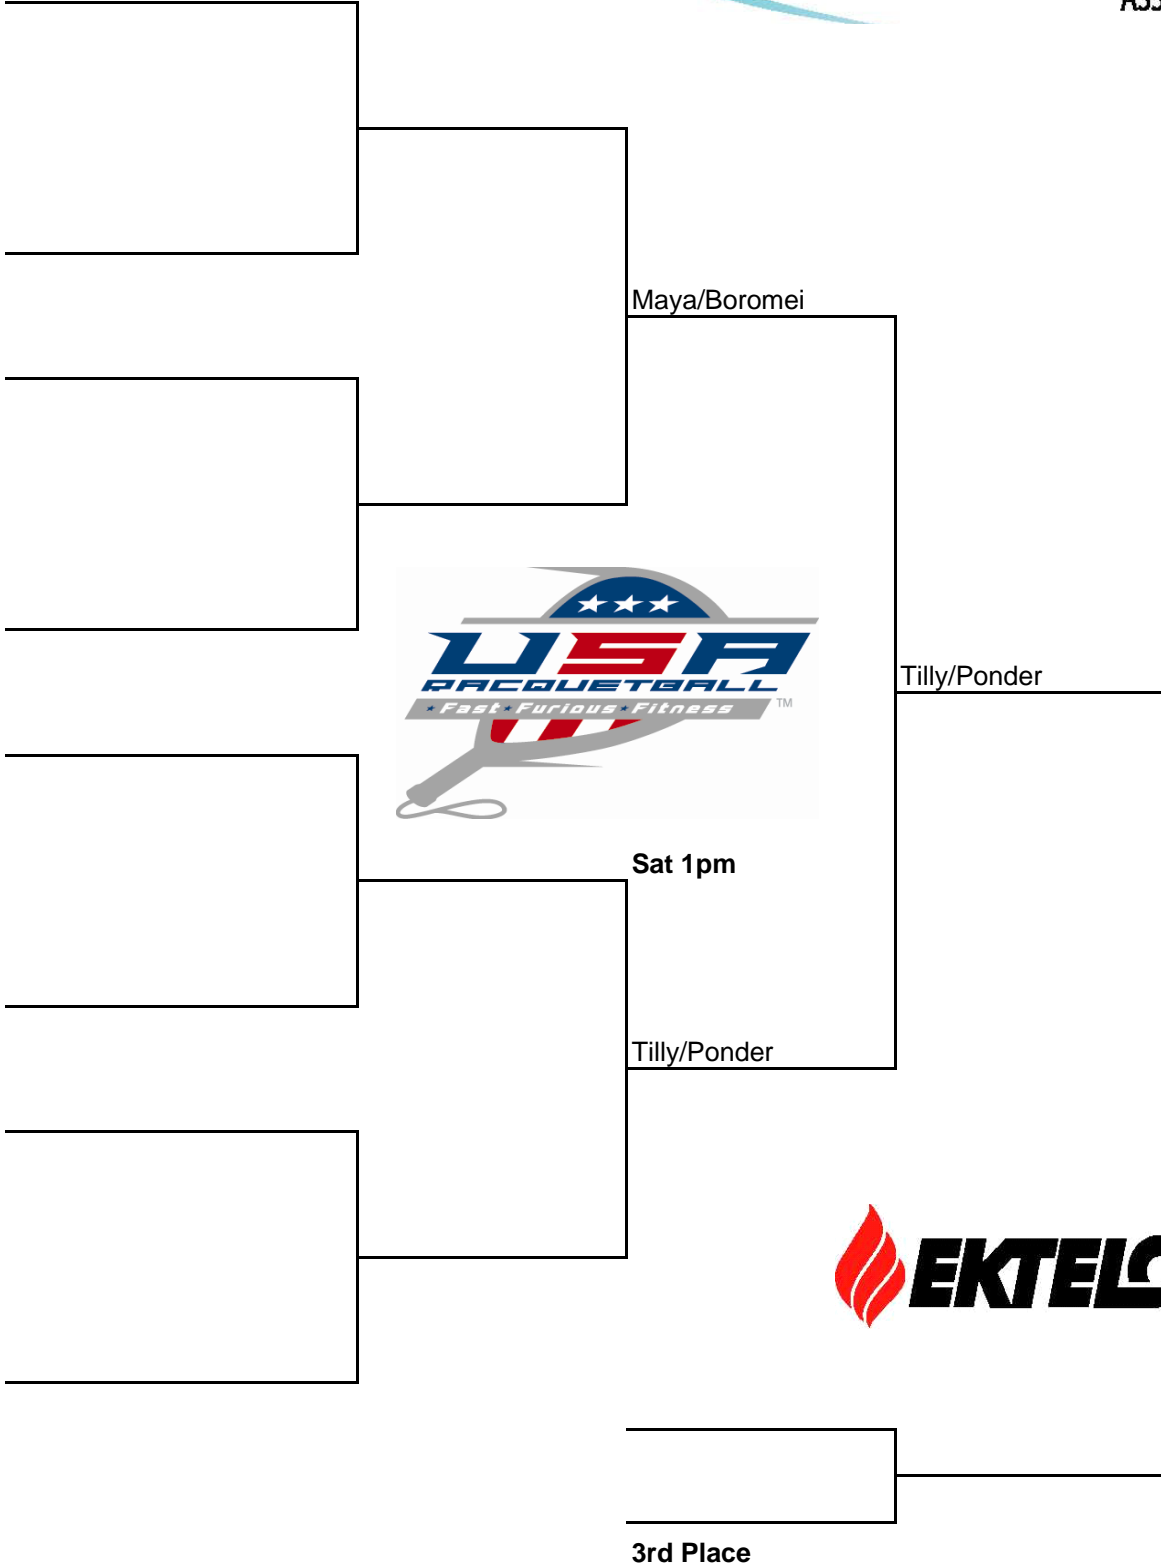 Maya/Boromei
USA
RACQUETBALL
Fast Furious Fitness TM
Tilly/Ponder
Sat 1pm
Tilly/Ponder
3rd Place